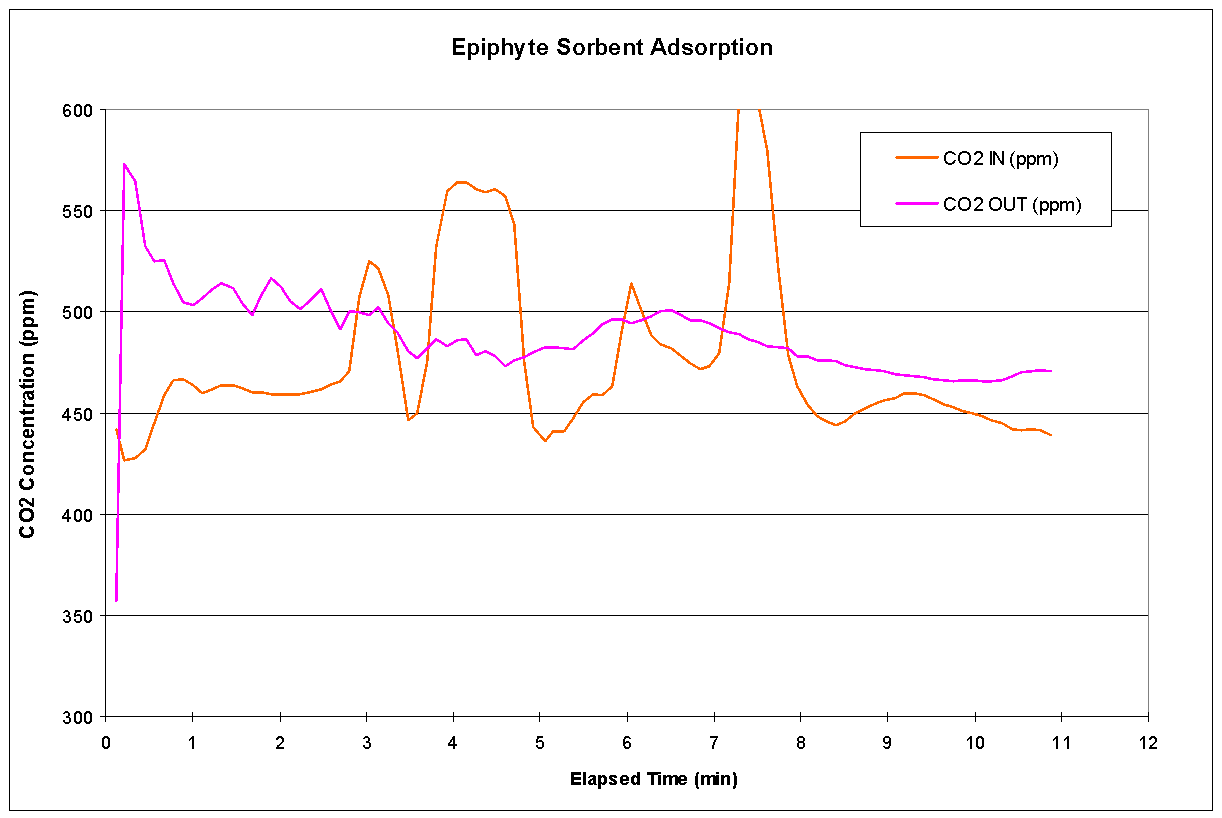 Epiphyte Sorbent Adsorption
600
CO2 IN (ppm)
CO2 OUT (ppm)
550
500
450
400
350
300
CO2 Concentration (ppm)
0 1 2 3 4 5 6 7 8 9 10 11 12
Elapsed Time (min)